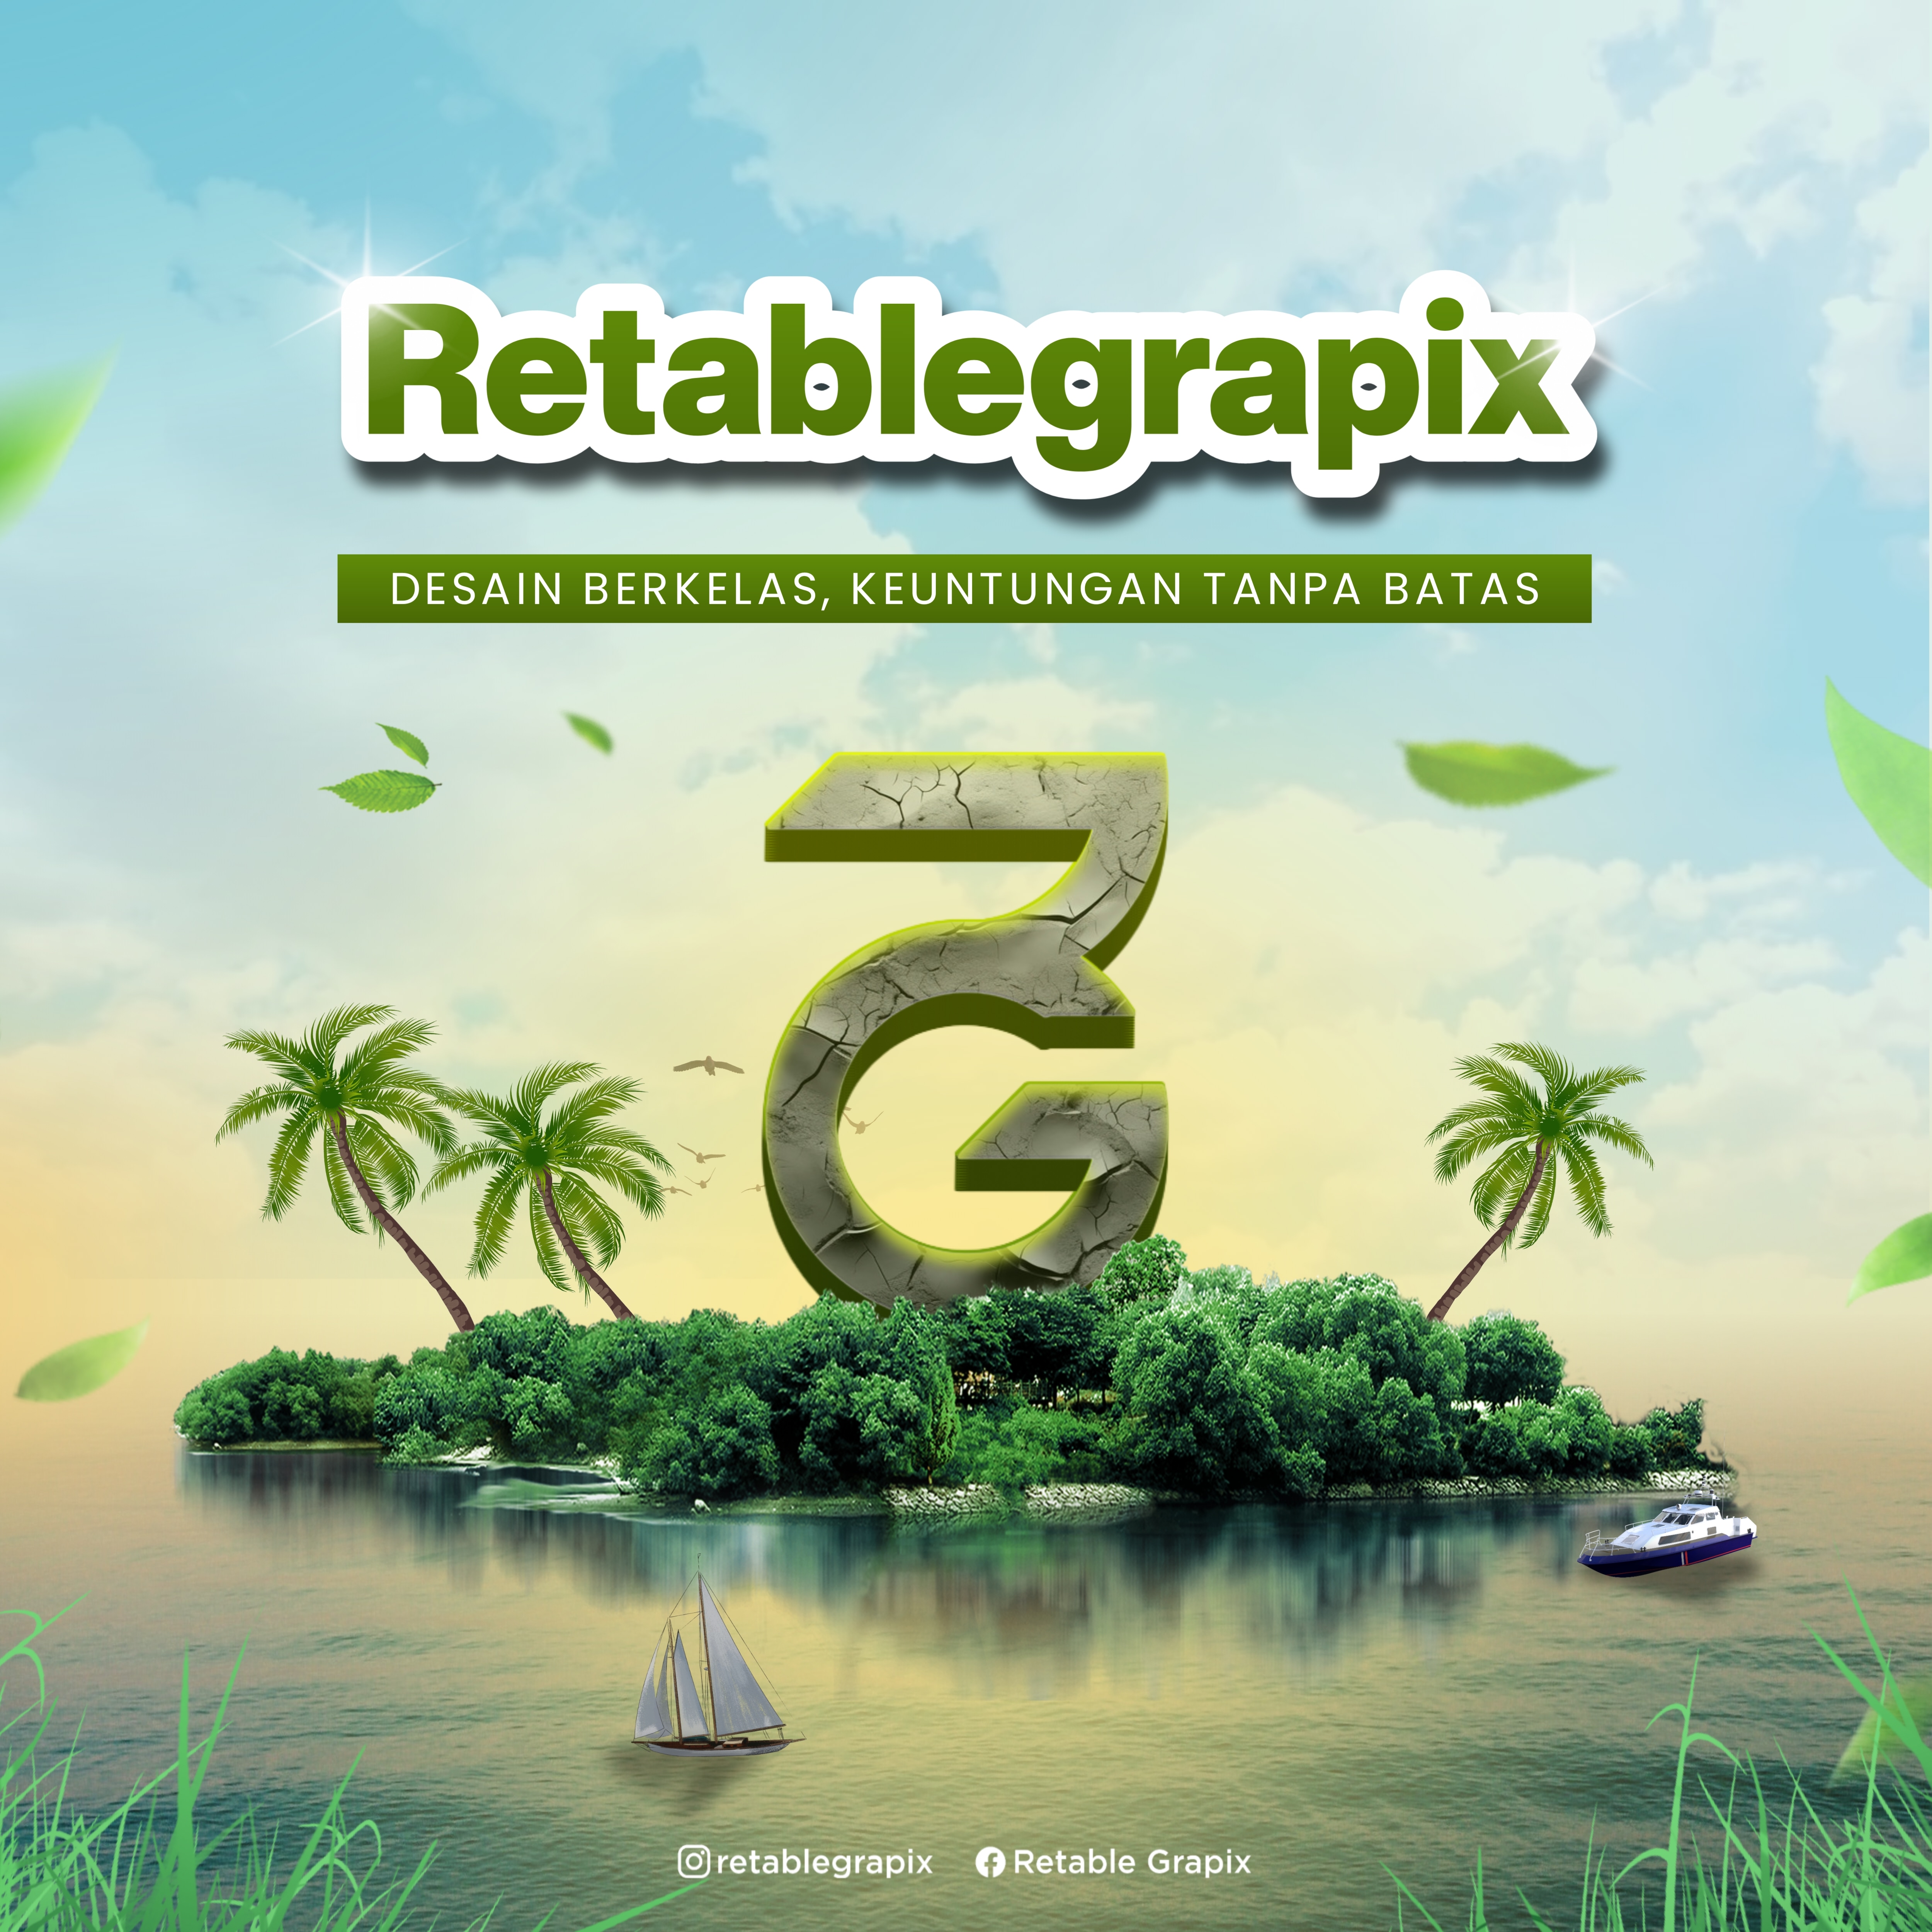 Retablegrapix
DESAIN BERKELAS, KEUNTUNGAN TANPA BATAS
retablegrapix Retable Grapix